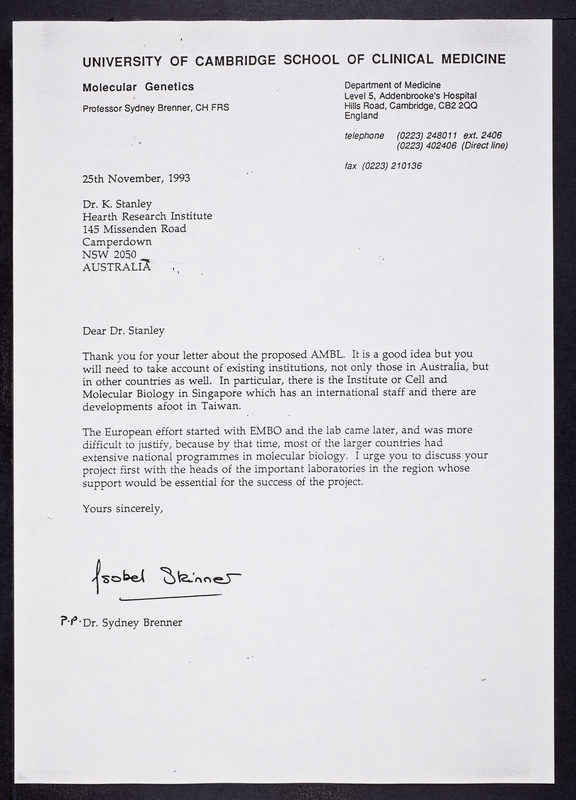 UNIVERSITY OF CAMBRIDGE SCHOOL OF CLINICAL MEDICINE
Molecular Genetics
Professor Sydney Brenner, CH FRS
Department of Medicine
Level 5, Addenbrooke's Hospital
Hills Road, Cambridge, CB2 2QQ
England
telephone (0223) 248011 ext. 2406
(0223) 402406 (Direct line)
fax (0223) 210136
25th November, 1993
Dr. K. Stanley
Hearth Research Institute
145 Missenden Road
Camperdown
NSW 2050
AUSTRALIA
Dear Dr. Stanley
Thank you for your letter about the proposed AMBL. It is a good idea but you
will need to take account of existing institutions, not only those in Australia, but
in other countries as well. In particular, there is the Institute or Cell and
Molecular Biology in Singapore which has an international staff and there are
developments afoot in Taiwan.
The European effort started with EMBO and the lab came later, and was more
difficult to justify, because by that time, most of the larger countries had
extensive national programmes in molecular biology. I urge you to discuss your
project first with the heads of the important laboratories in the region whose
support would be essential for the success of the project.
Yours sincerely,
Isobel Skinner
P.P. Dr. Sydney Brenner